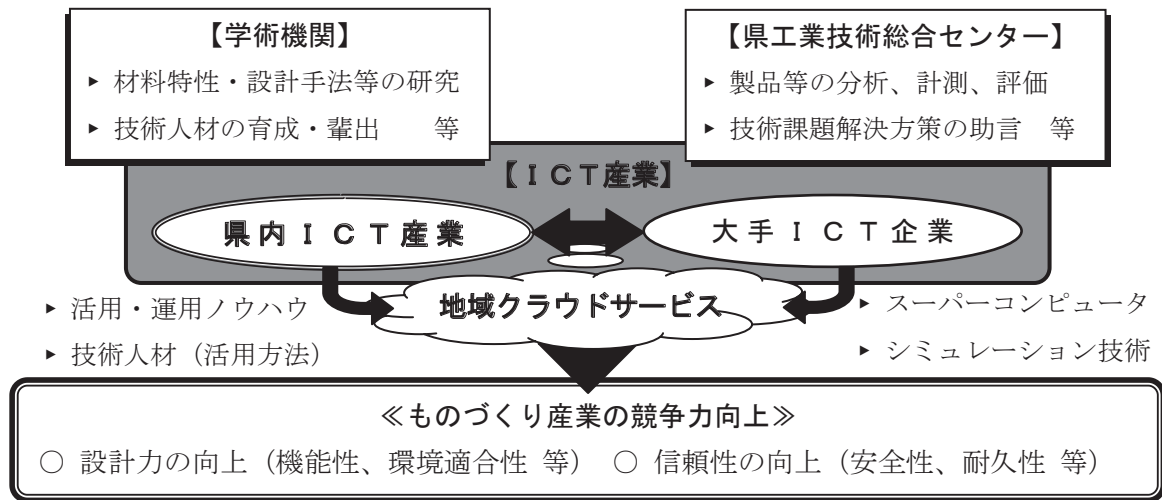 【学術機関】
▶ 材料特性・設計手法等の研究
▶ 技術人材の育成・輩出　等
【県工業技術総合センター】
▶ 製品等の分析、計測、評価
▶ 技術課題解決方策の助言　等
【ＩＣＴ産業】
県内ＩＣＴ産業
大手ＩＣＴ企業
地域クラウドサービス
▶ 活用・運用ノウハウ
▶ 技術人材（活用方法）
▶ スーパーコンピュータ
▶ シミュレーション技術
≪ものづくり産業の競争力向上≫
○ 設計力の向上（機能性、環境適合性 等）　○ 信頼性の向上（安全性、耐久性 等）